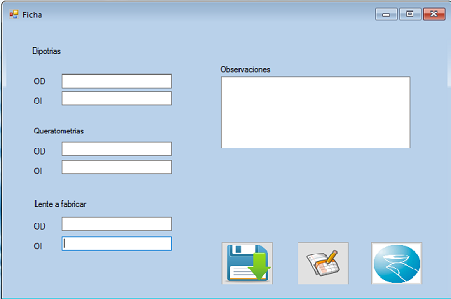 Ficha
Dipotrias
OD
OI
Observaciones
Queratometrias
OD
OI
Lente a fabricar
OD
OI